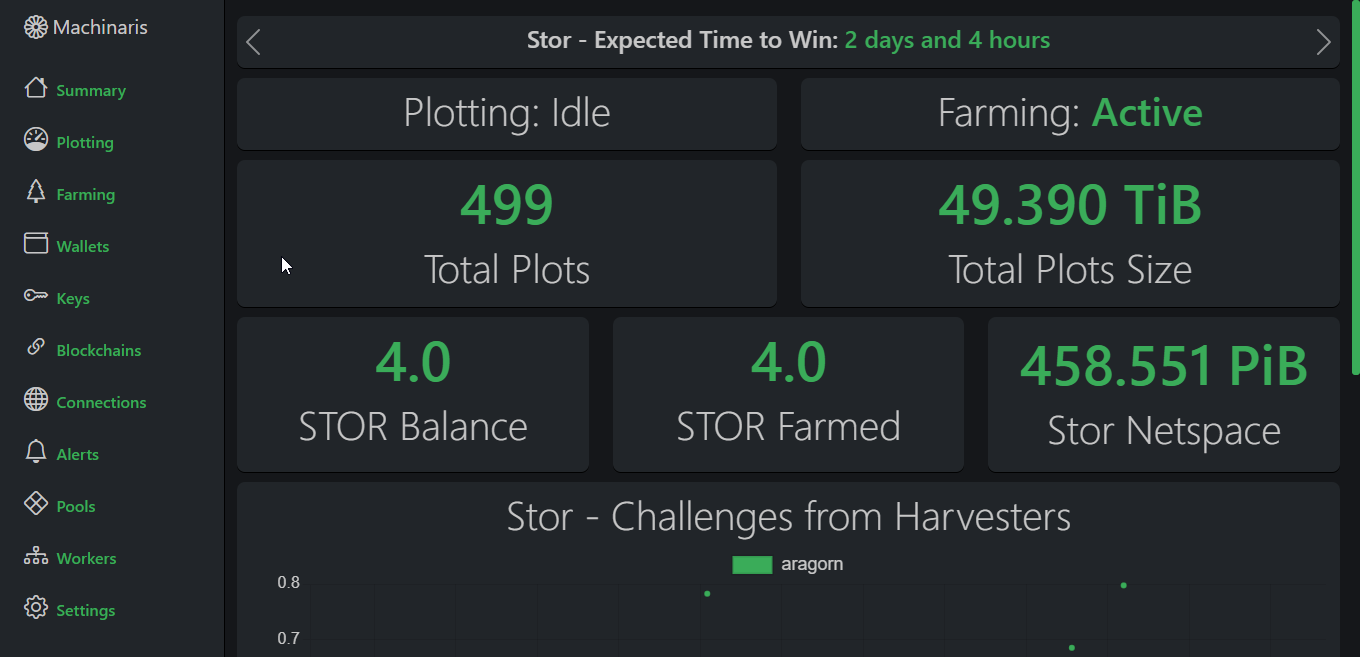 Machinaris
Summary
Plotting
Farming
Wallets
Keys
Blockchains
Connections
Alerts
Pools
Workers
Settings
Stor - Expected Time to Win: 2 days and 4 hours
Plotting: Idle
Farming: Active
499
Total Plots
49.390 TiB
Total Plots Size
4.0
STOR Balance
4.0
STOR Farmed
458.551 PiB
Stor Netspace
Stor - Challenges from Harvesters
aragorn
0.8
0.7